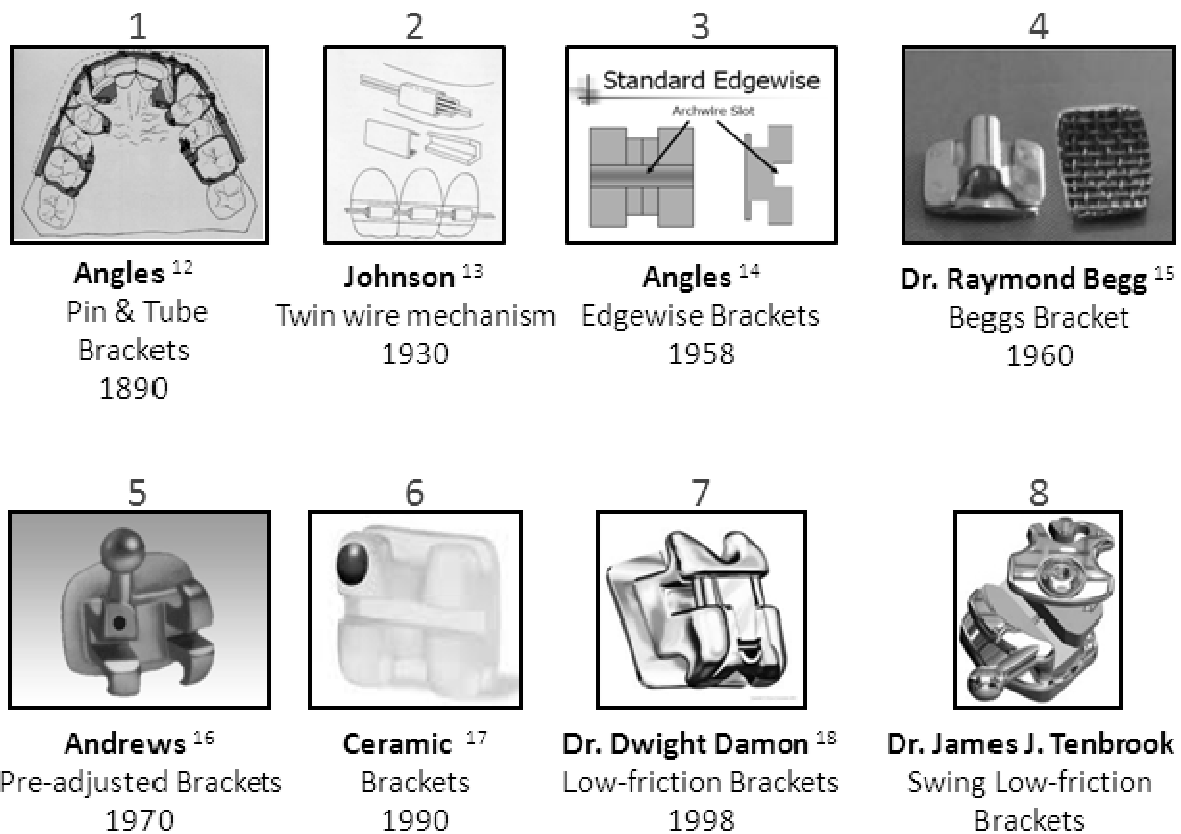 1
2
3
4
Standard Edgewise
Archwire Slot
Angles 12
Pin & Tube
Brackets
1890
Johnson 13
Twin wire mechanism
1930
Angles 14
Edgewise Brackets
1958
Dr. Raymond Begg 15
Beggs Bracket
1960
5
6
7
8
Andrews 16
Pre-adjusted Brackets
1970
Ceramic 17
Brackets
1990
Dr. Dwight Damon 18
Low-friction Brackets
1998
Dr. James J. Tenbrook
Swing Low-friction
Brackets